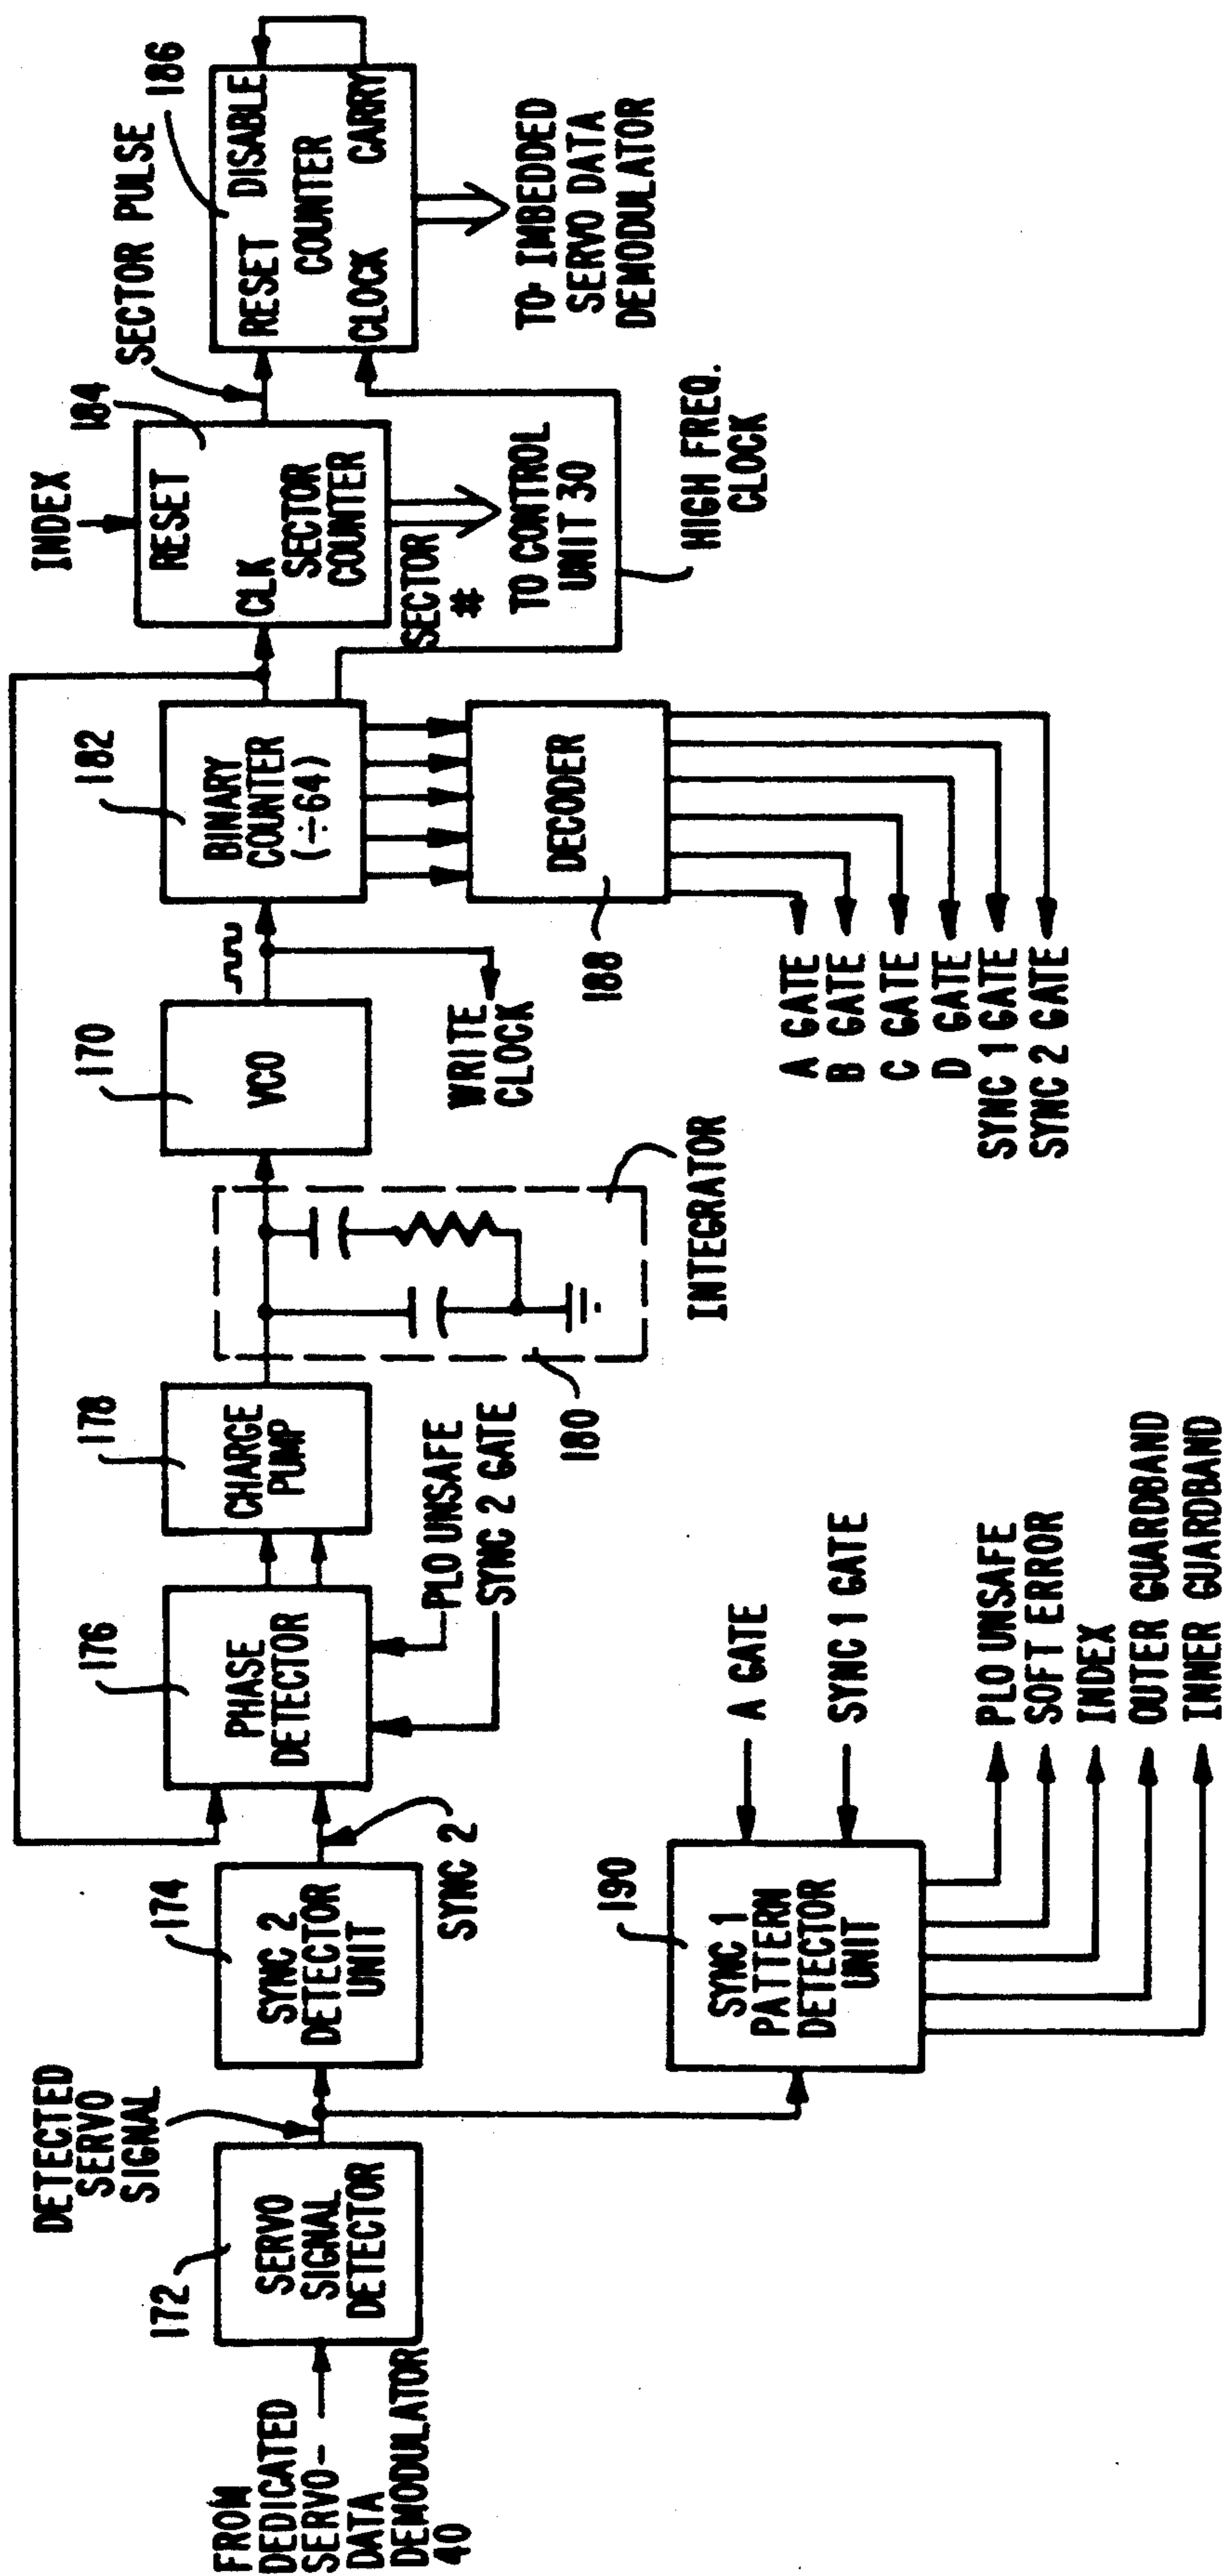 FROM
DEDICATED
SERVO
DATA
DEMODULATOR
40
172
SERVO
SIGNAL
DETECTOR
DETECTED
SERVO
SIGNAL
174
SYNC 2
DETECTOR
UNIT
SYNC 2
176
PHASE
DETECTOR
PLO UNSAFE
SYNC 2 GATE
178
CHARGE
PUMP
180
INTEGRATOR
170
VCO
WRITE
CLOCK
182
BINARY
COUNTER
(÷64)
188
DECODER
A GATE
B GATE
C GATE
D GATE
SYNC 1 GATE
SYNC 2 GATE
INDEX
184
RESET
CLK
SECTOR
COUNTER
SECTOR
#
TO CONTROL
UNIT 30
HIGH FREQ.
CLOCK
SECTOR PULSE
186
RESET DISABLE
COUNTER
CLOCK CARRY
TO IMBEDDED
SERVO DATA
DEMODULATOR
190
SYNC 1
PATTERN
DETECTOR
UNIT
A GATE
SYNC 1 GATE
PLO UNSAFE
SOFT ERROR
INDEX
OUTER GUARDBAND
INNER GUARDBAND